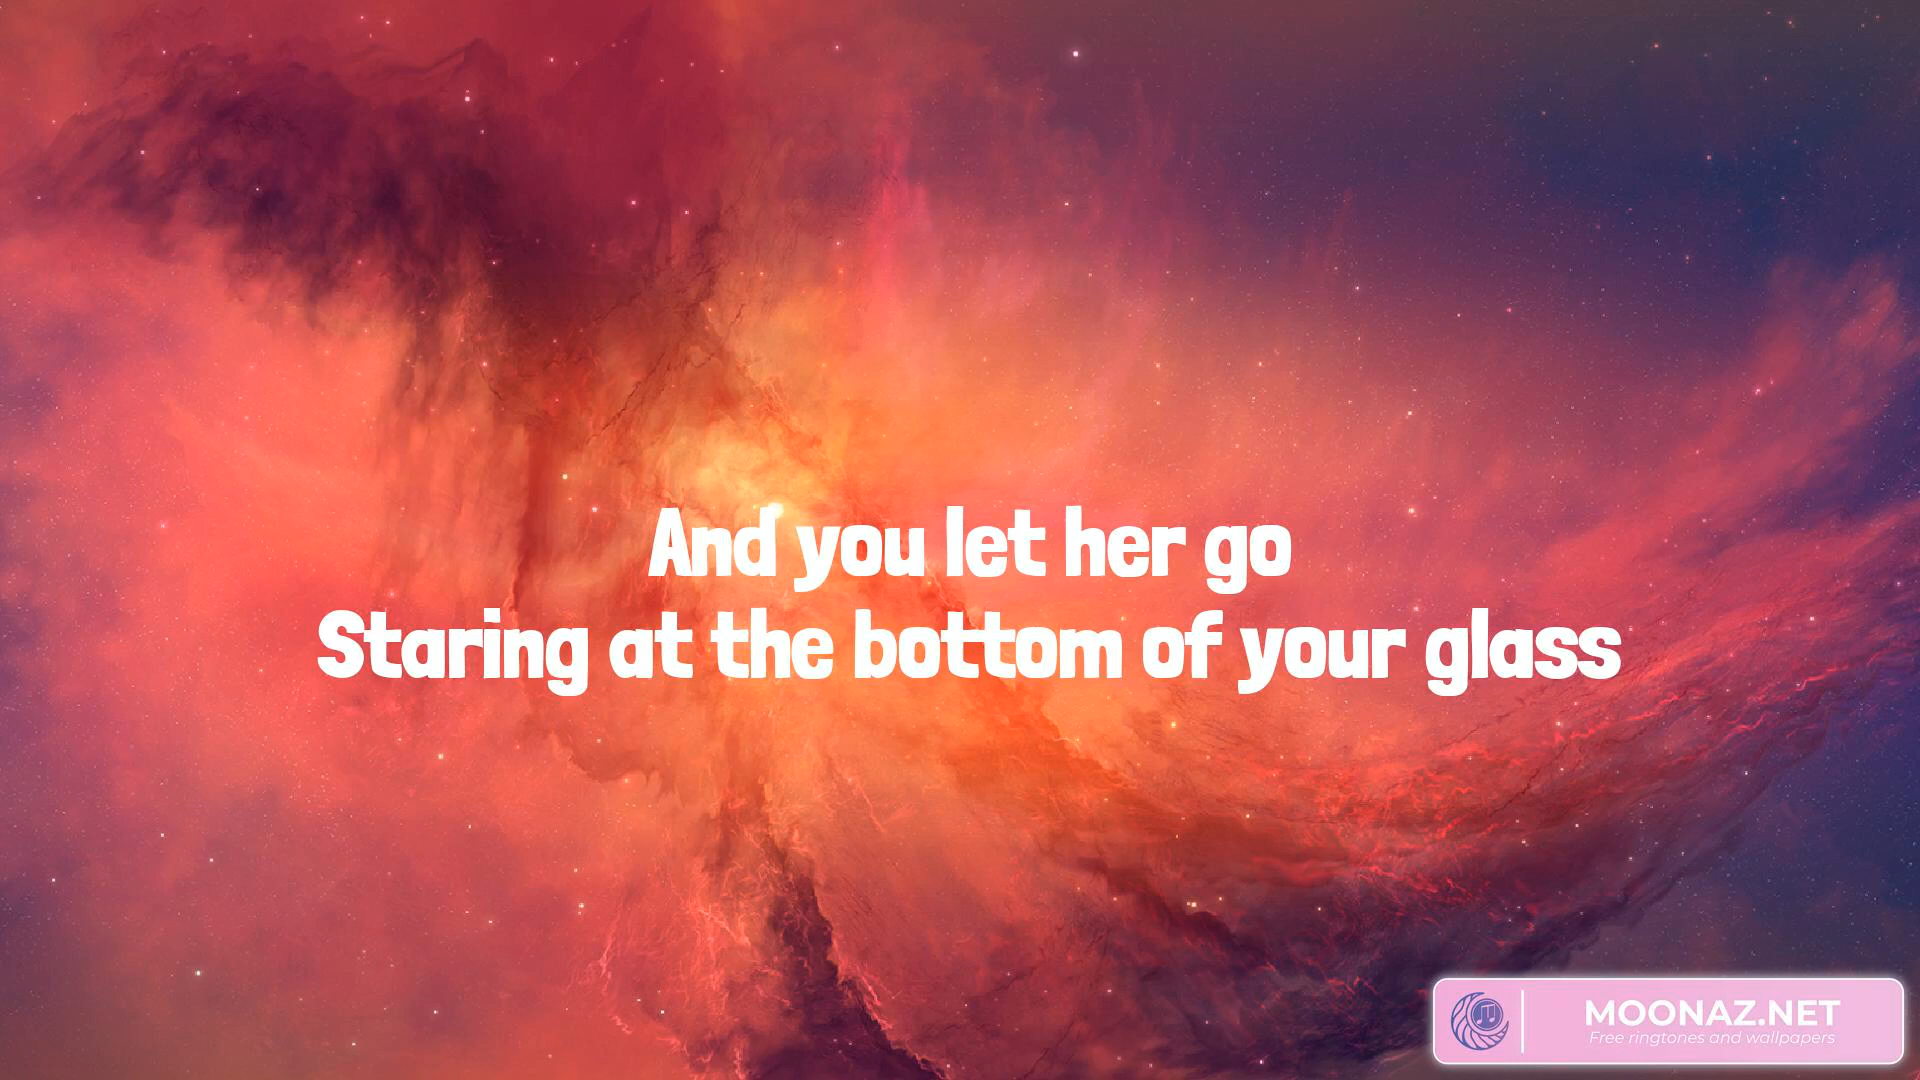 And you let her go
Staring at the bottom of your glass
MOONAZ.NET
Free ringtones and wallpapers